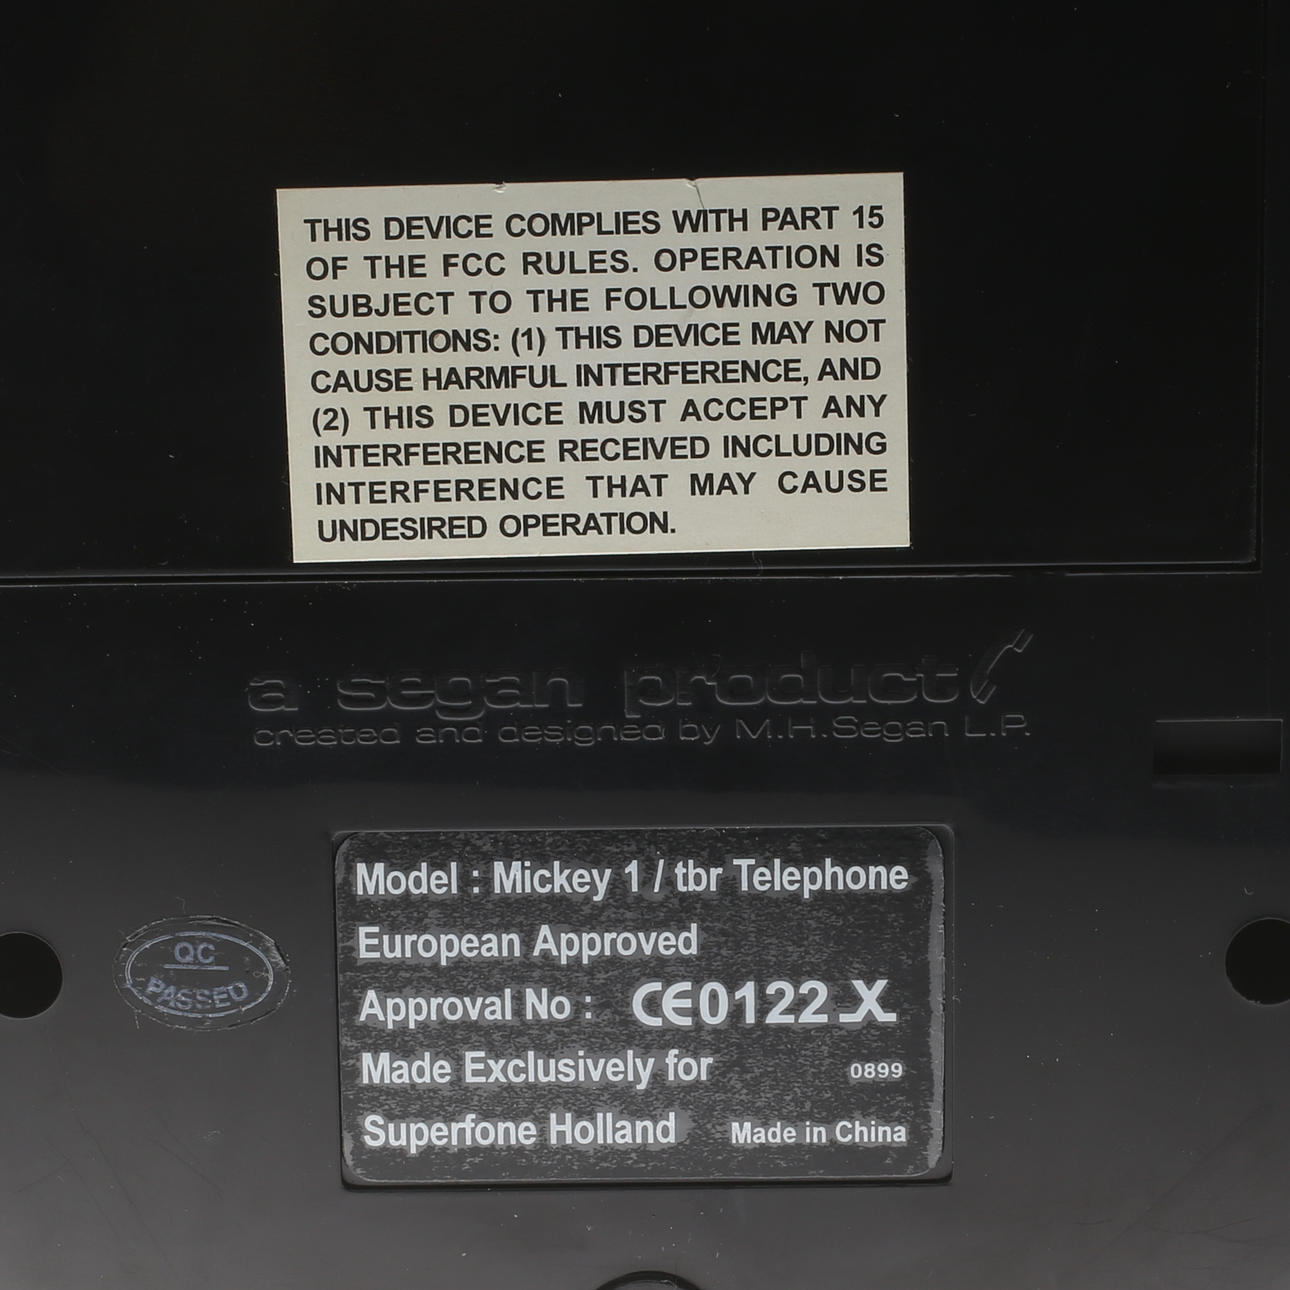 THIS DEVICE COMPLIES WITH PART 15
OF THE FCC RULES. OPERATION IS
SUBJECT TO THE FOLLOWING TWO
CONDITIONS: (1) THIS DEVICE MAY NOT
CAUSE HARMFUL INTERFERENCE, AND
(2) THIS DEVICE MUST ACCEPT ANY
INTERFERENCE RECEIVED INCLUDING
INTERFERENCE THAT MAY CAUSE
UNDESIRED OPERATION.
a segan product
created and designed by M.H.Segan L.P.
QC
PASSED
Model : Mickey 1 / tbr Telephone
European Approved
Approval No : CE0122 X
Made Exclusively for 0899
Superfone Holland Made in China